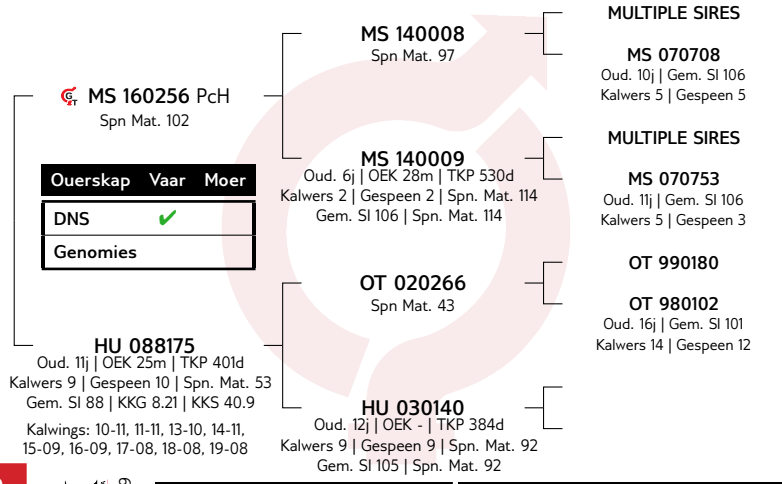 MULTIPLE SIRES
MS 140008
Spn Mat. 97
MS 070708
Oud. 10j | Gem. SI 106
Kalwers 5 | Gespeen 5
MS 160256 PcH
Spn Mat. 102
MULTIPLE SIRES
MS 140009
Oud. 6j | OEK 28m | TKP 530d
Kalwers 2 | Gespeen 2 | Spn. Mat. 114
Gem. SI 106 | Spn. Mat. 114
MS 070753
Oud. 11j | Gem. SI 106
Kalwers 5 | Gespeen 3
Ouerskap Vaar Moer
DNS ✔
Genomies
OT 990180
OT 020266
Spn Mat. 43
OT 980102
Oud. 16j | Gem. SI 101
Kalwers 14 | Gespeen 12
HU 088175
Oud. 11j | OEK 25m | TKP 401d
Kalwers 9 | Gespeen 10 | Spn. Mat. 53
Gem. SI 88 | KKG 8.21 | KKS 40.9
Kalwings: 10-11, 11-11, 13-10, 14-11,
15-09, 16-09, 17-08, 18-08, 19-08
HU 030140
Oud. 12j | OEK - | TKP 384d
Kalwers 9 | Gespeen 9 | Spn. Mat. 92
Gem. SI 105 | Spn. Mat. 92